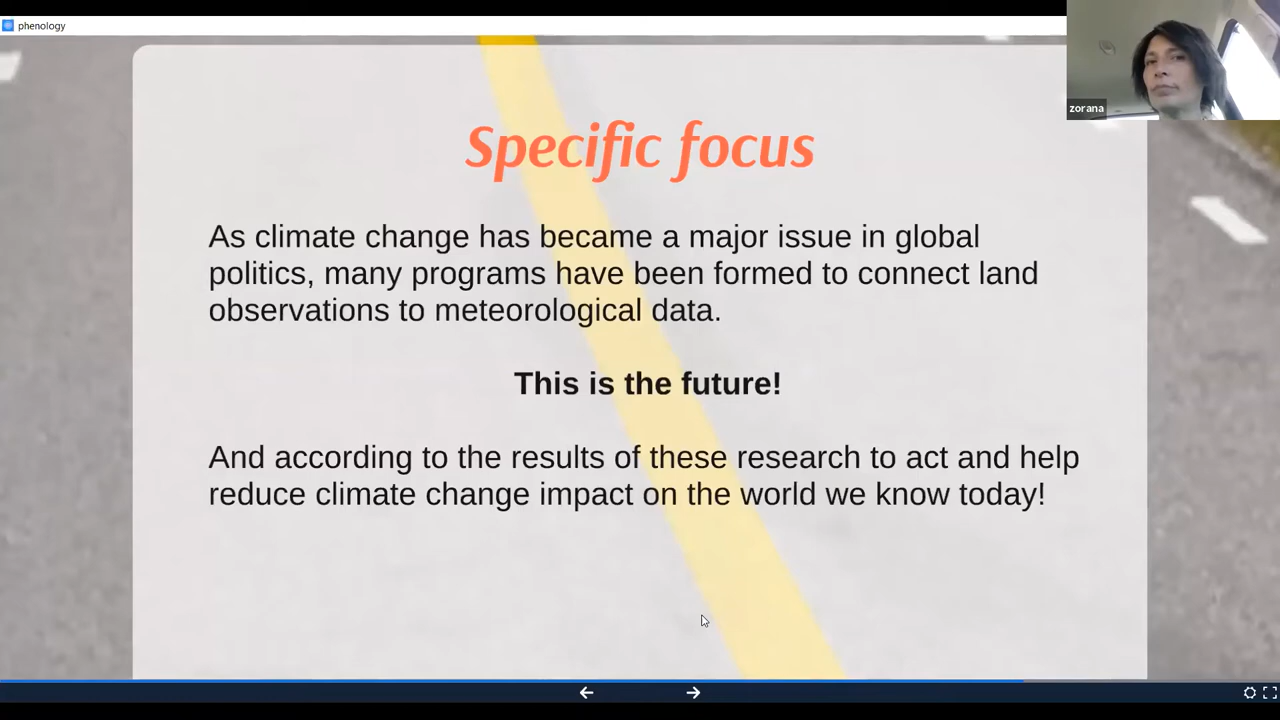 phenology
zorana
Specific focus
As climate change has became a major issue in global
politics, many programs have been formed to connect land
observations to meteorological data.
This is the future!
And according to the results of these research to act and help
reduce climate change impact on the world we know today!